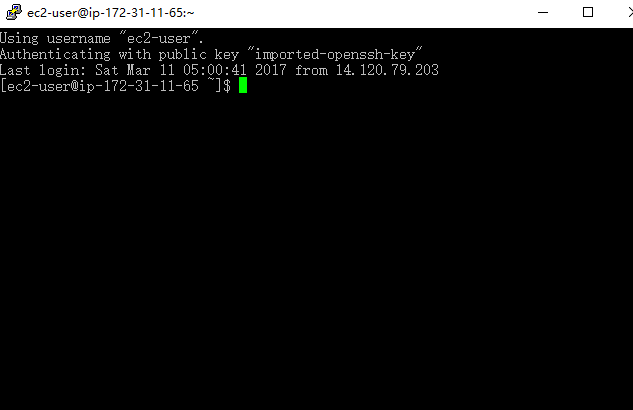 ec2-user@ip-172-31-11-65:~
Using username "ec2-user".
Authenticating with public key "imported-openssh-key"
Last login: Sat Mar 11 05:00:41 2017 from 14.120.79.203
[ec2-user@ip-172-31-11-65 ~]$